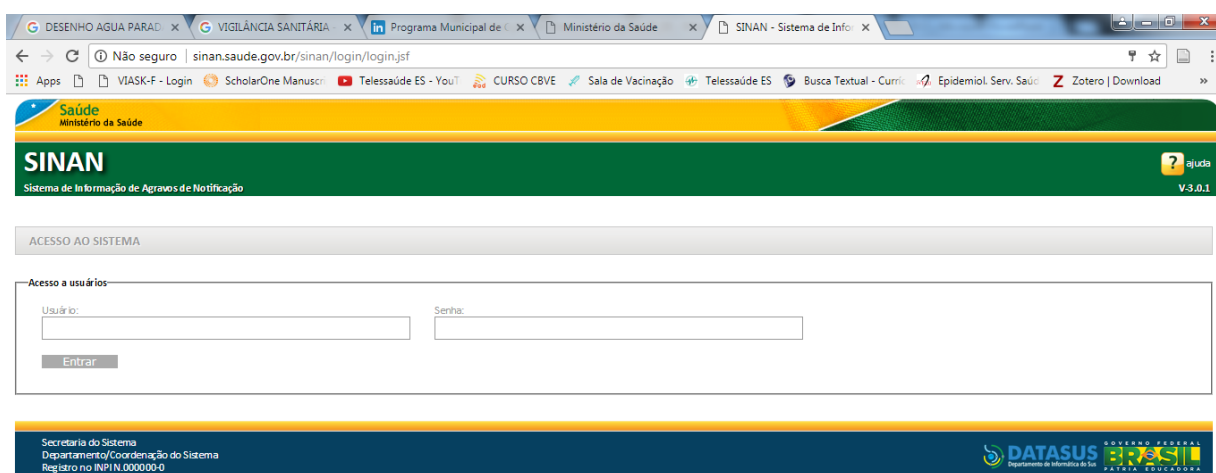 DESENHO AGUA PARAD
VIGILÂNCIA SANITÁRIA -
Programa Municipal de
Ministério da Saúde
SINAN - Sistema de Infor
Não seguro | sinan.saude.gov.br/sinan/login/login.jsf
Apps VIASK-F - Login ScholarOne Manuscri Telessaúde ES - YouT CURSO CBVE Sala de Vacinação Telessaúde ES Busca Textual - Curríc Epidemiol. Serv. Saúd Zotero | Download »
Saúde
Ministério da Saúde
SINAN
? ajuda
Sistema de Informação de Agravos de Notificação
V-3.0.1
ACESSO AO SISTEMA
Acesso a usuários
Usuário:
Senha:
Entrar
Secretaria do Sistema
Departamento/Coordenação do Sistema
Registro no INPI N.000000-0
DATASUS
Departamento de Informática do Sus
GOVERNO FEDERAL
BRASIL
PÁTRIA EDUCADORA